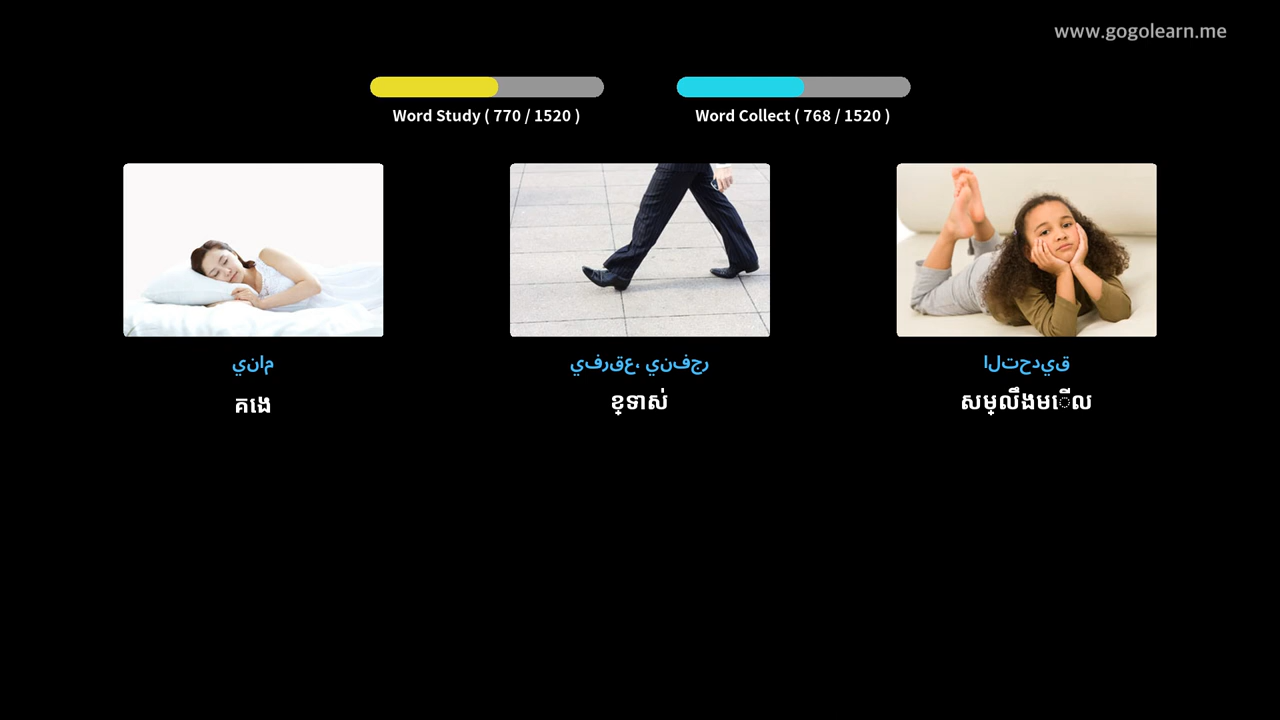 www.gogolearn.me
Word Study ( 770 / 1520 )
Word Collect ( 768 / 1520 )
ينام
يفرقع، ينفجر
التحديق
គងេ
ខ្ទាស់
សម្លឹងមើល